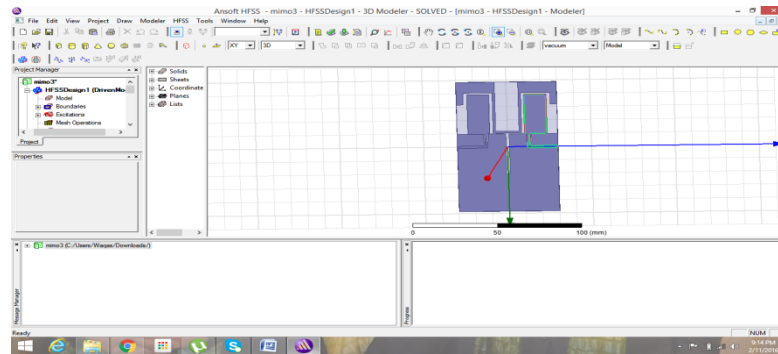 Ansoft HFSS - mimo3 - HFSSDesign1 - 3D Modeler - SOLVED - [mimo3 - HFSSDesign1 - Modeler]
File Edit View Project Draw Modeler HFSS Tools Window Help
XY 3D vacuum Model
Project Manager
mimo3*
HFSSDesign1 (DrivenMo
Model
Boundaries
Excitations
Mesh Operations
Project
Properties
Solids
Sheets
Coordinate
Planes
Lists
0 50 100 (mm)
mimo3 (C:/Users/Waqas/Downloads/)
Message Manager
Progress
Ready NUM
9:14 PM